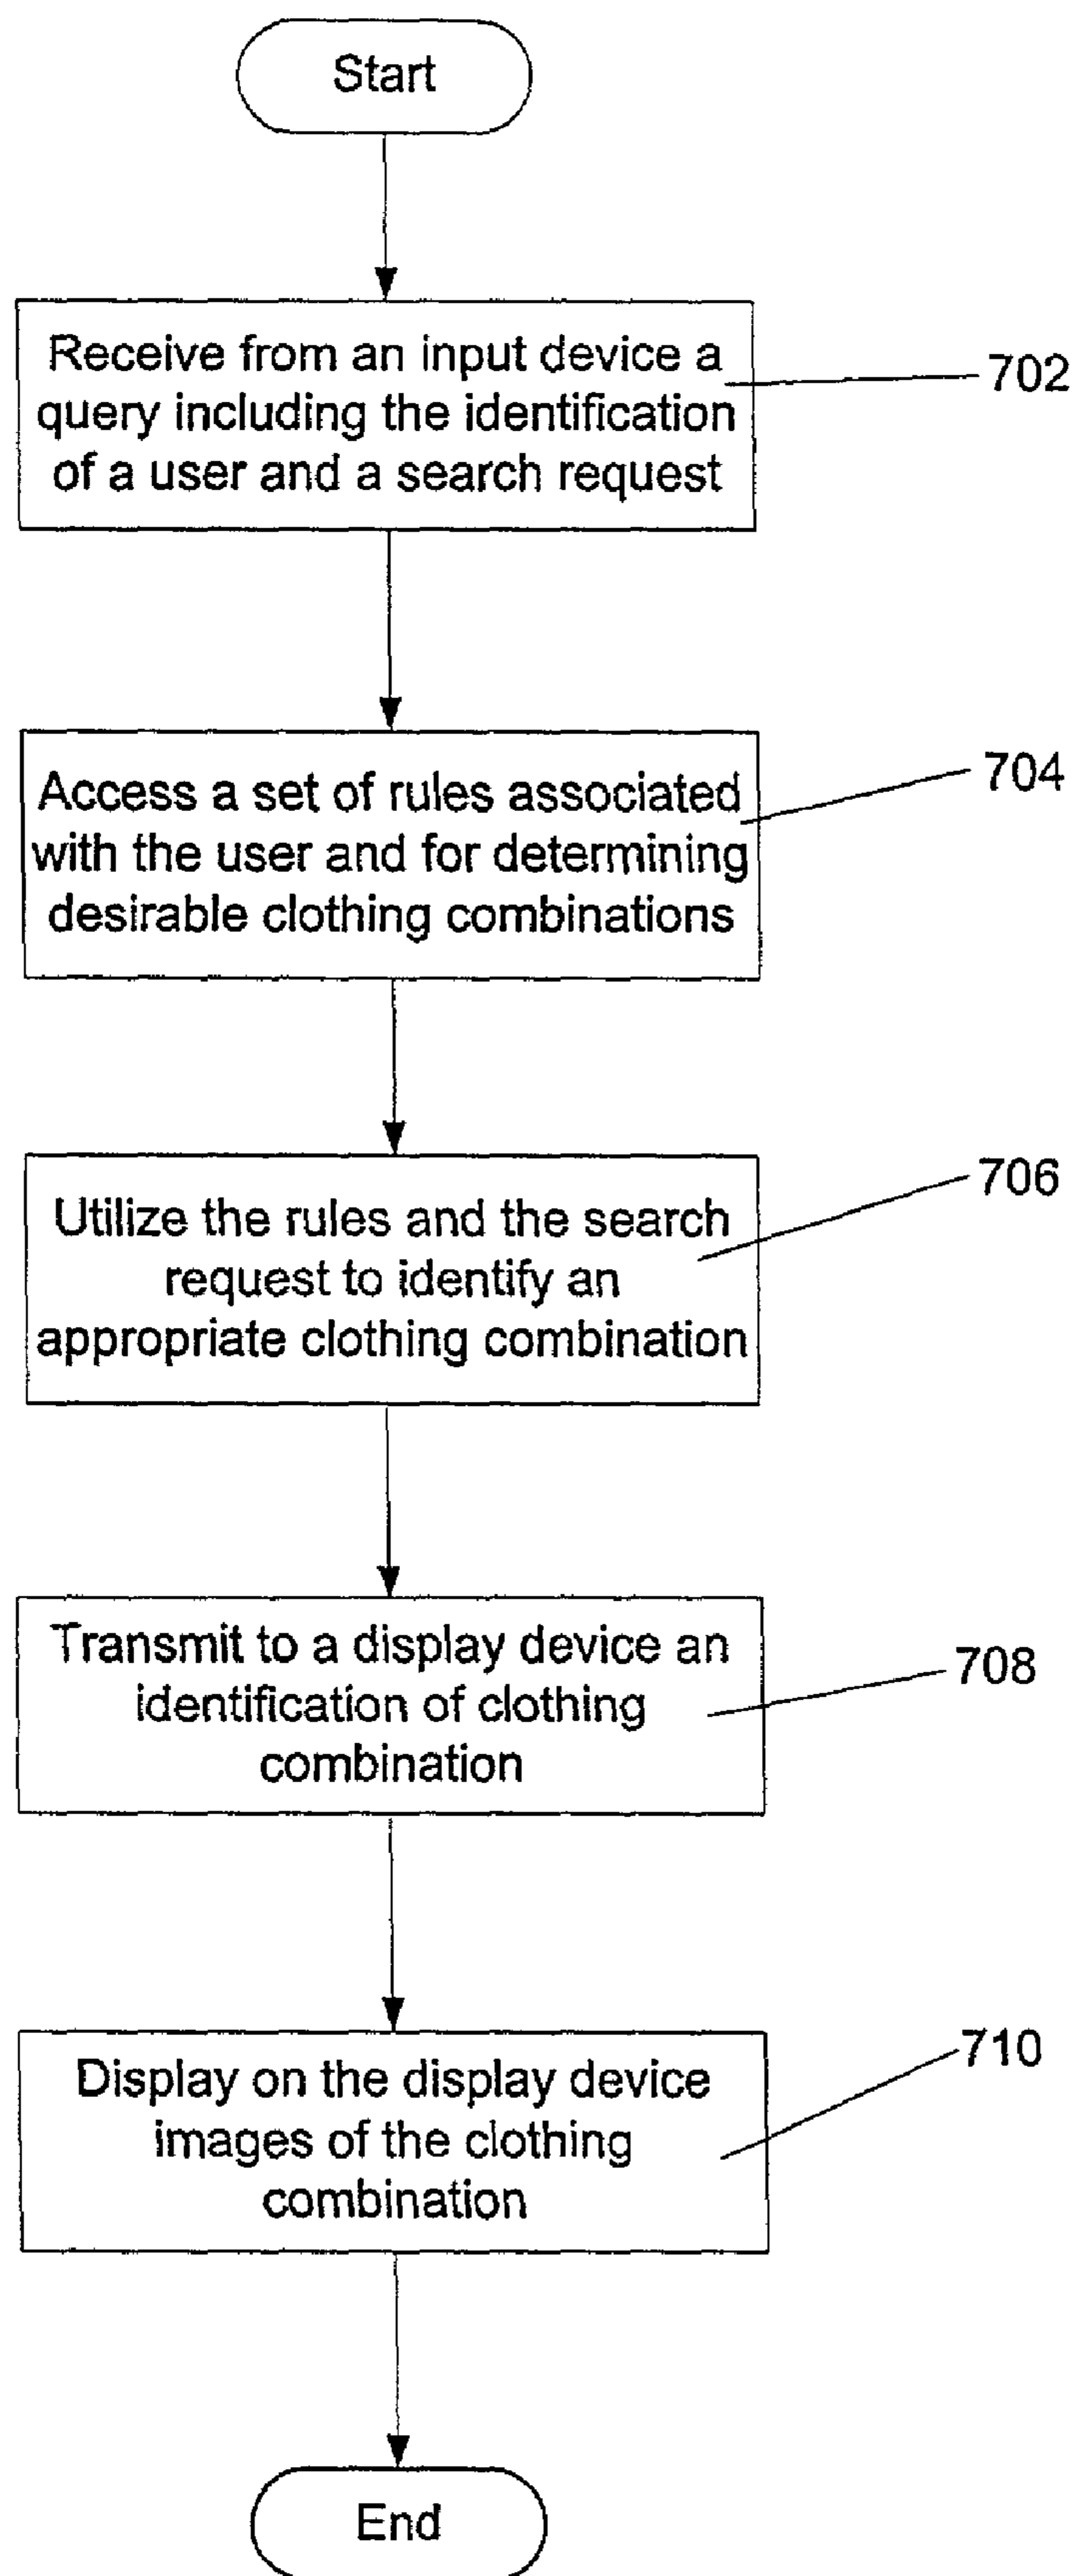 Start
Receive from an input device a
query including the identification
of a user and a search request
702
Access a set of rules associated
with the user and for determining
desirable clothing combinations
704
Utilize the rules and the search
request to identify an
appropriate clothing combination
706
Transmit to a display device an
identification of clothing
combination
708
Display on the display device
images of the clothing
combination
710
End